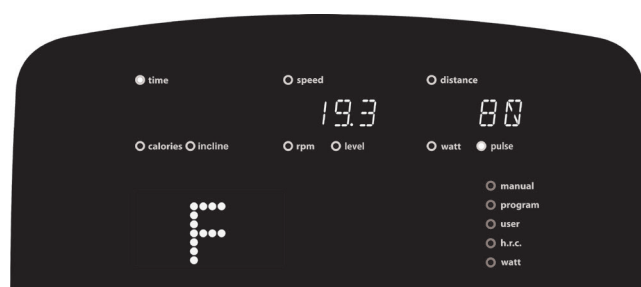 time speed distance
19.3 80
calories incline rpm level watt pulse
manual
program
user
h.r.c.
F
watt